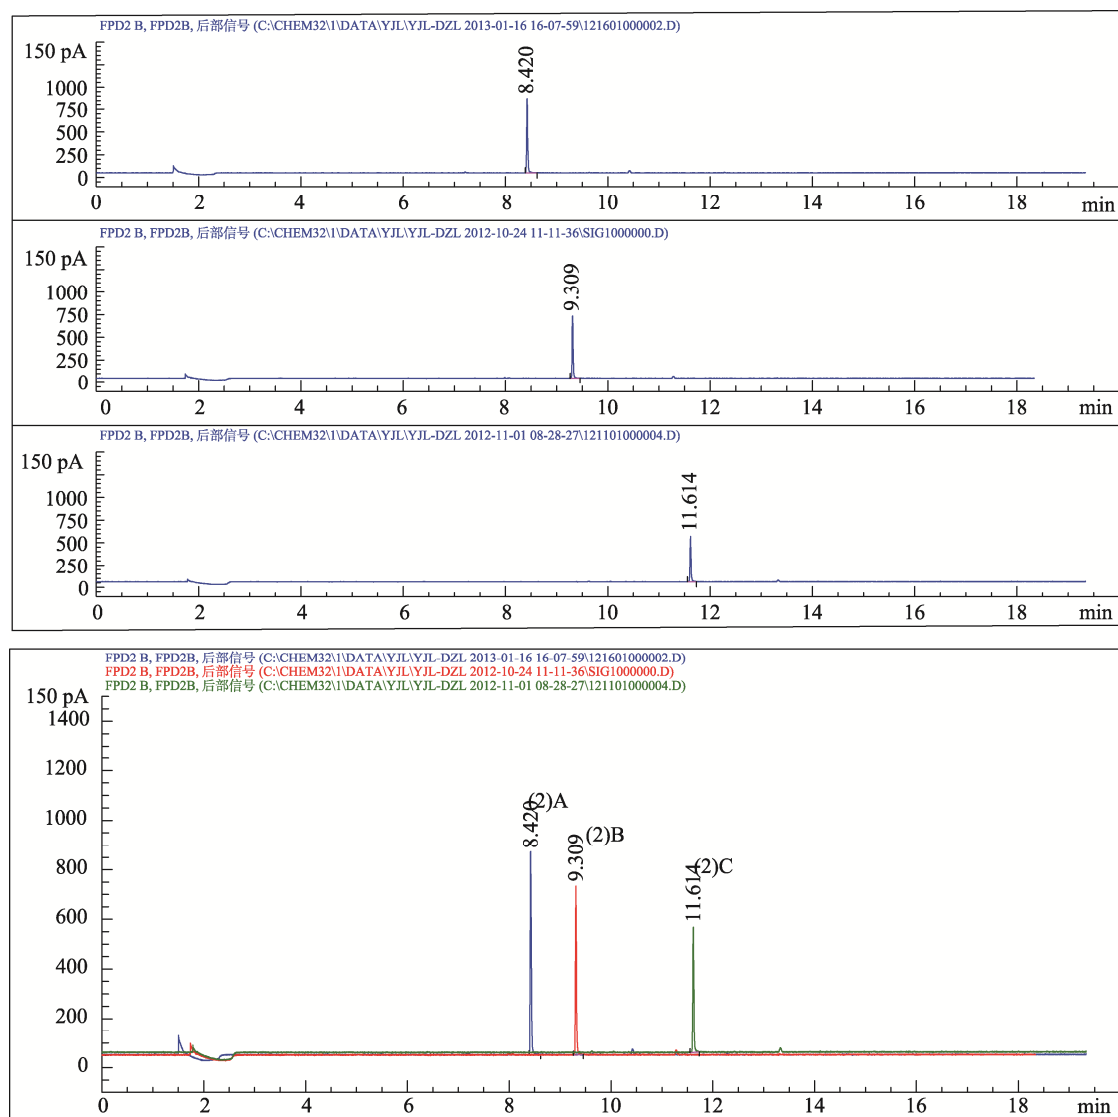 FPD2 B, FPD2B, 后部信号 (C:\CHEM32\1\DATA\YJL\YJL-DZL 2013-01-16 16-07-59\121601000002.D)
150 pA
8.420
1000
750
500
250
0
0 2 4 6 8 10 12 14 16 18 min
FPD2 B, FPD2B, 后部信号 (C:\CHEM32\1\DATA\YJL\YJL-DZL 2012-10-24 11-11-36\SIG1000000.D)
150 pA
9.309
1000
750
500
250
0
0 2 4 6 8 10 12 14 16 18 min
FPD2 B, FPD2B, 后部信号 (C:\CHEM32\1\DATA\YJL\YJL-DZL 2012-11-01 08-28-27\121101000004.D)
150 pA
11.614
1000
750
500
250
0
0 2 4 6 8 10 12 14 16 18 min
FPD2 B, FPD2B, 后部信号 (C:\CHEM32\1\DATA\YJL\YJL-DZL 2013-01-16 16-07-59\121601000002.D)
FPD2 B, FPD2B, 后部信号 (C:\CHEM32\1\DATA\YJL\YJL-DZL 2012-10-24 11-11-36\SIG1000000.D)
FPD2 B, FPD2B, 后部信号 (C:\CHEM32\1\DATA\YJL\YJL-DZL 2012-11-01 08-28-27\121101000004.D)
150 pA
1400
1200
1000
800
600
400
200
0
8.420 (2)A
9.309 (2)B
11.614 (2)C
0 2 4 6 8 10 12 14 16 18 min